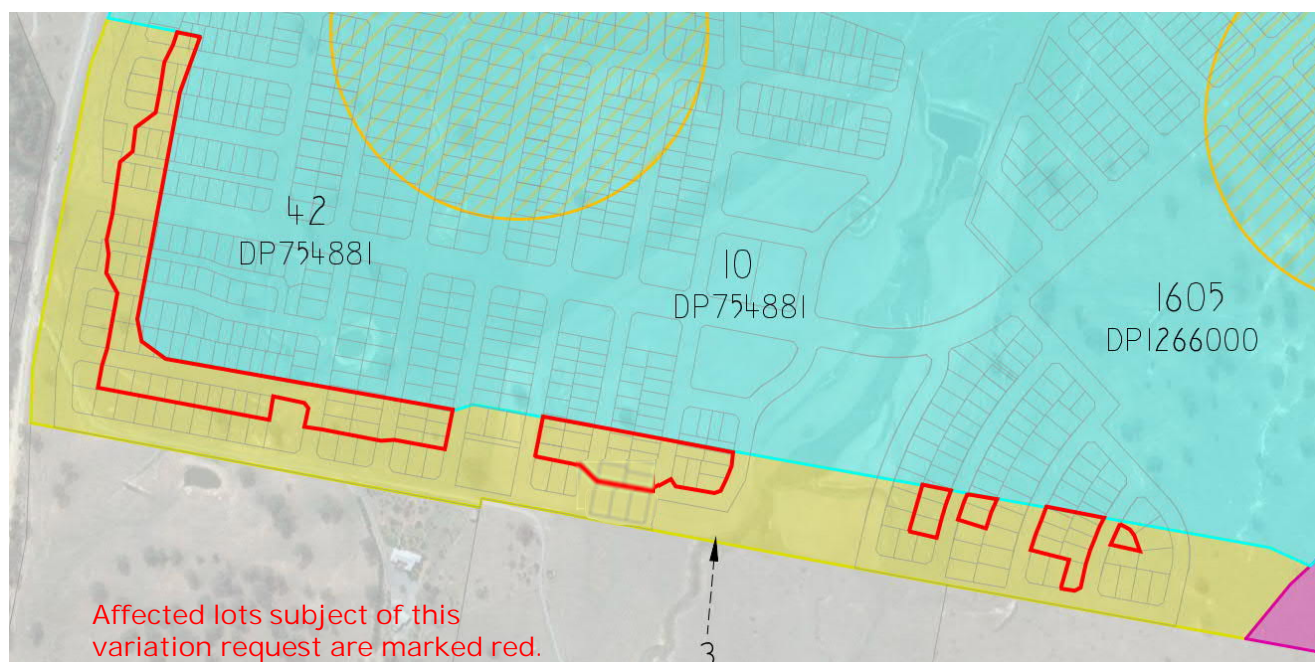 42
DP754881
10
DP754881
1605
DP1266000
Affected lots subject of this
variation request are marked red.
3